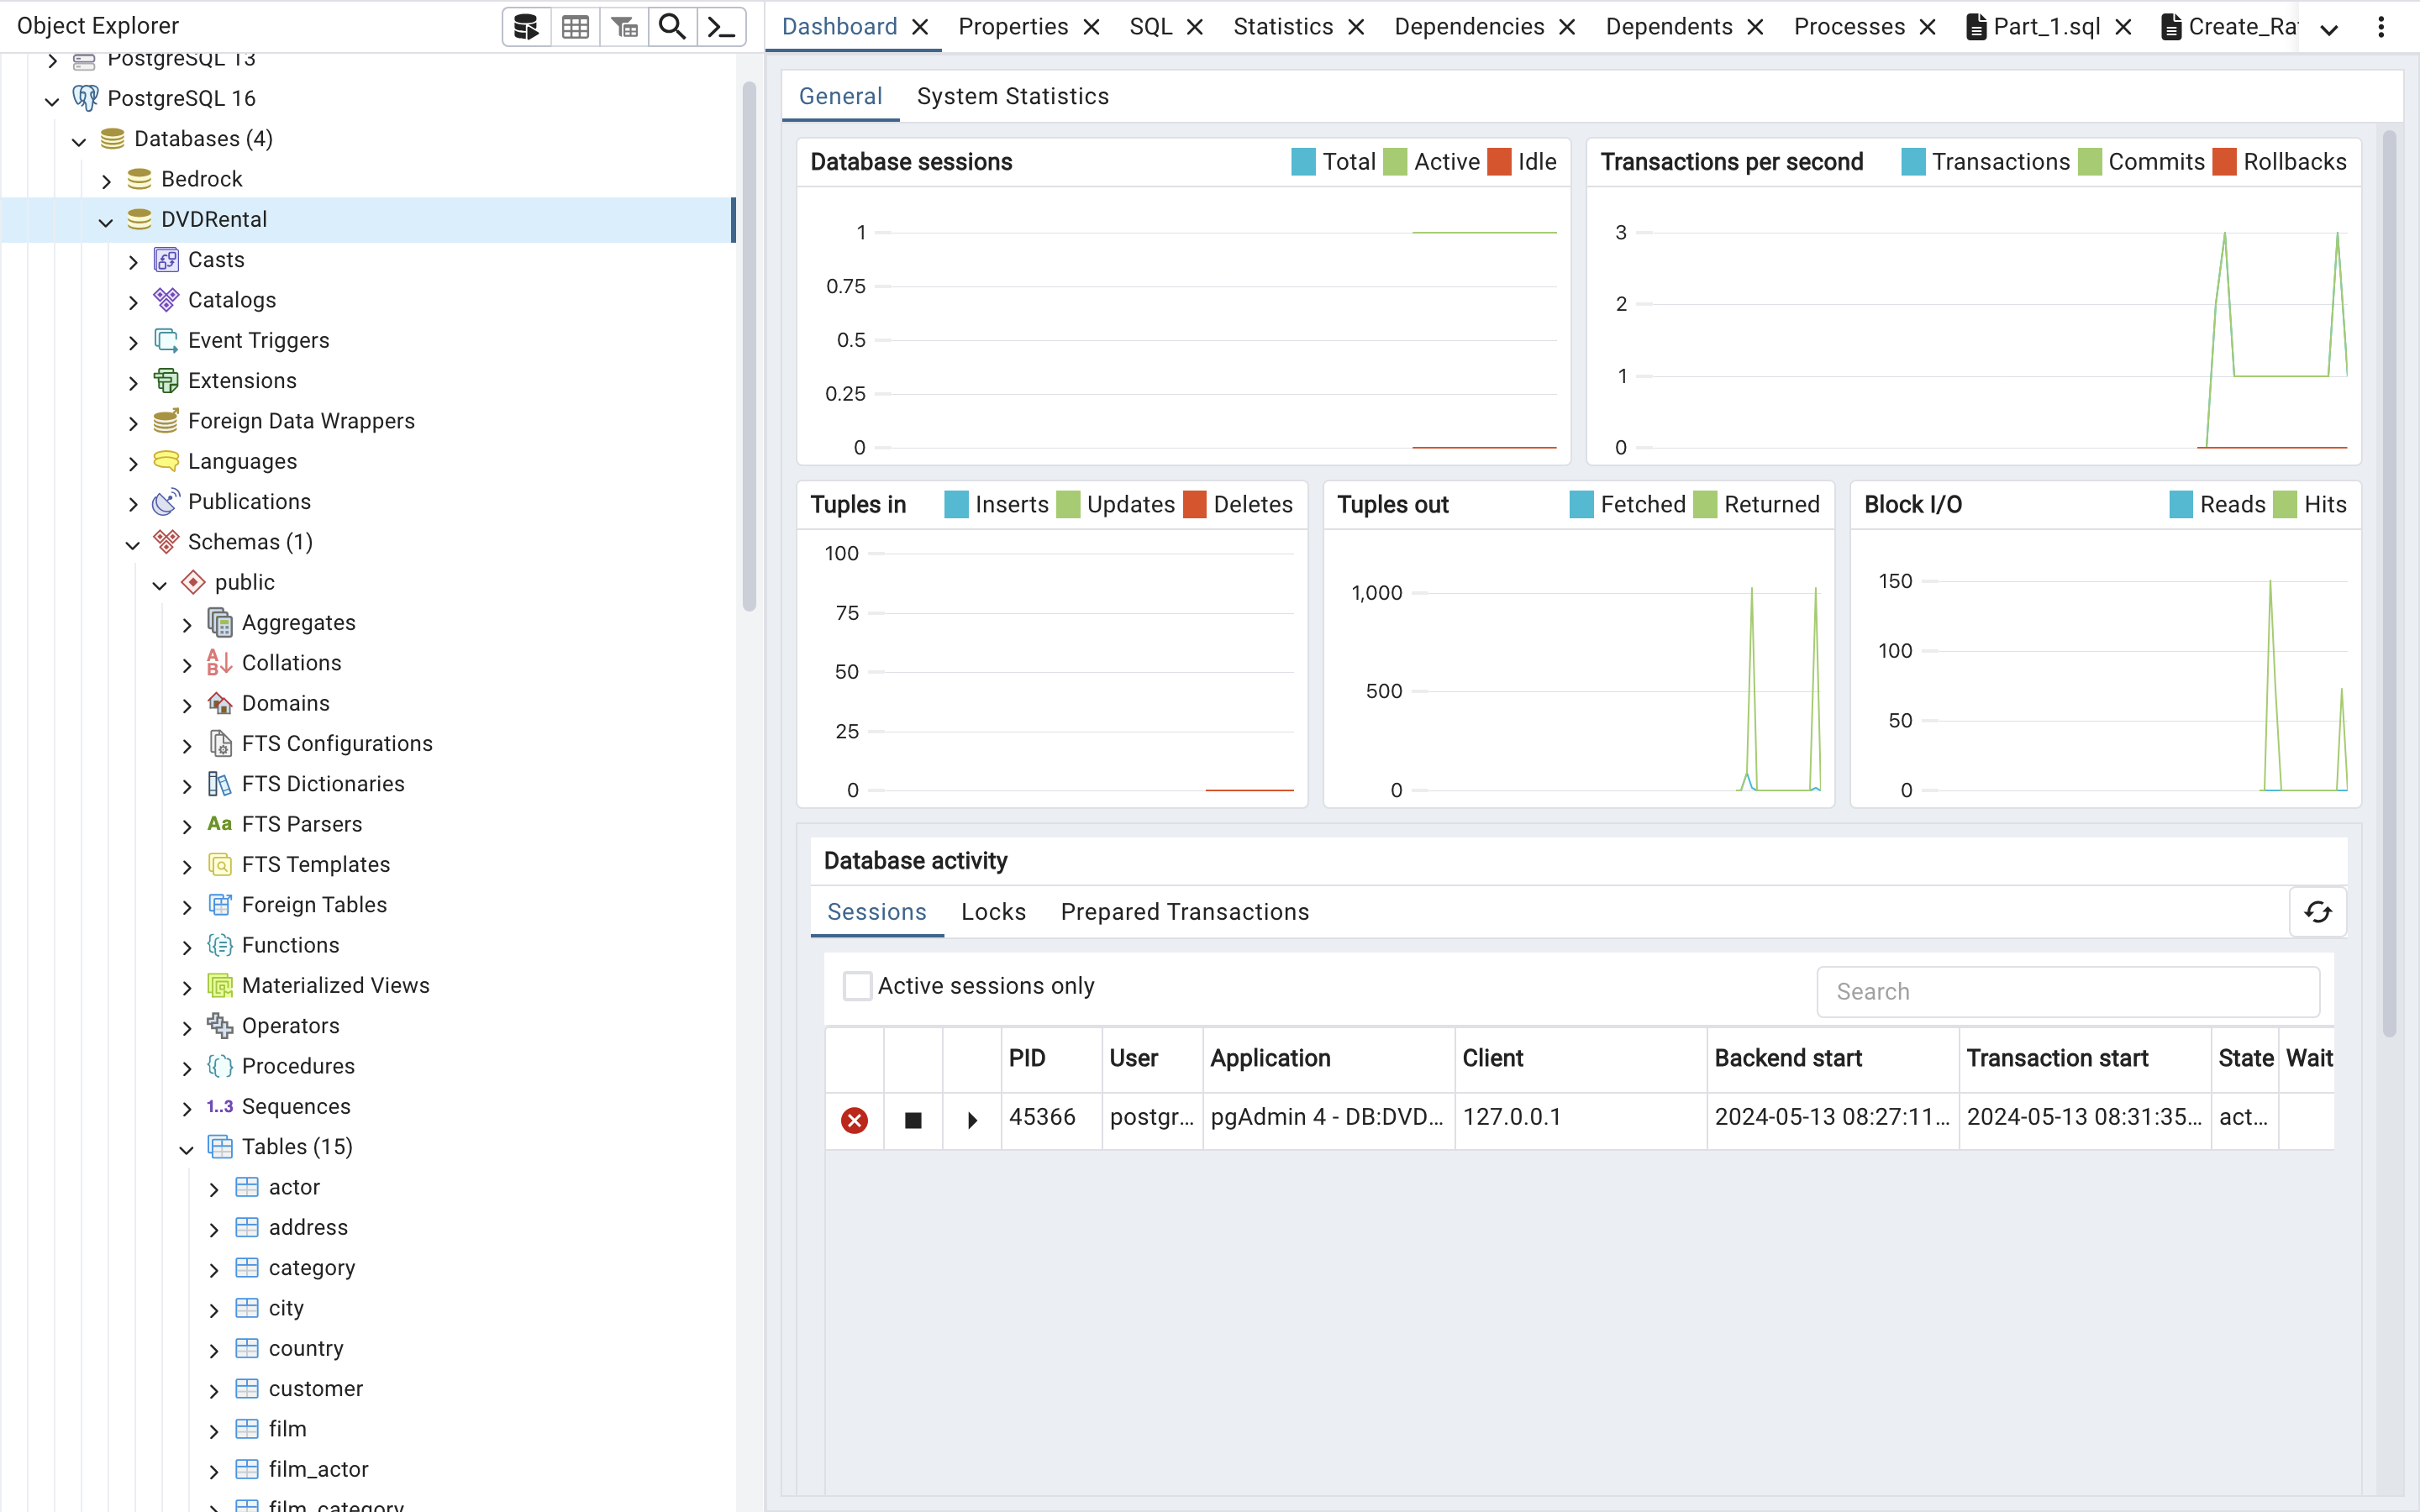 Object Explorer
PostgreSQL 13
PostgreSQL 16
Databases (4)
Bedrock
DVDRental
Casts
Catalogs
Event Triggers
Extensions
Foreign Data Wrappers
Languages
Publications
Schemas (1)
public
Aggregates
Collations
Domains
FTS Configurations
FTS Dictionaries
Aa FTS Parsers
FTS Templates
Foreign Tables
Functions
Materialized Views
Operators
Procedures
1..3 Sequences
Tables (15)
actor
address
category
city
country
customer
film
film_actor
film_category
Dashboard Properties SQL Statistics Dependencies Dependents Processes Part_1.sql Create_Ra
General System Statistics
Database sessions Total Active Idle
1
0.75
0.5
0.25
0
Transactions per second Transactions Commits Rollbacks
3
2
1
0
Tuples in Inserts Updates Deletes
100
75
50
25
0
Tuples out Fetched Returned
1,000
500
0
Block I/O Reads Hits
150
100
50
0
Database activity
Sessions Locks Prepared Transactions
Active sessions only Search
PID User Application Client Backend start Transaction start State Wait
45366 postgr... pgAdmin 4 - DB:DVD... 127.0.0.1 2024-05-13 08:27:11... 2024-05-13 08:31:35... act...